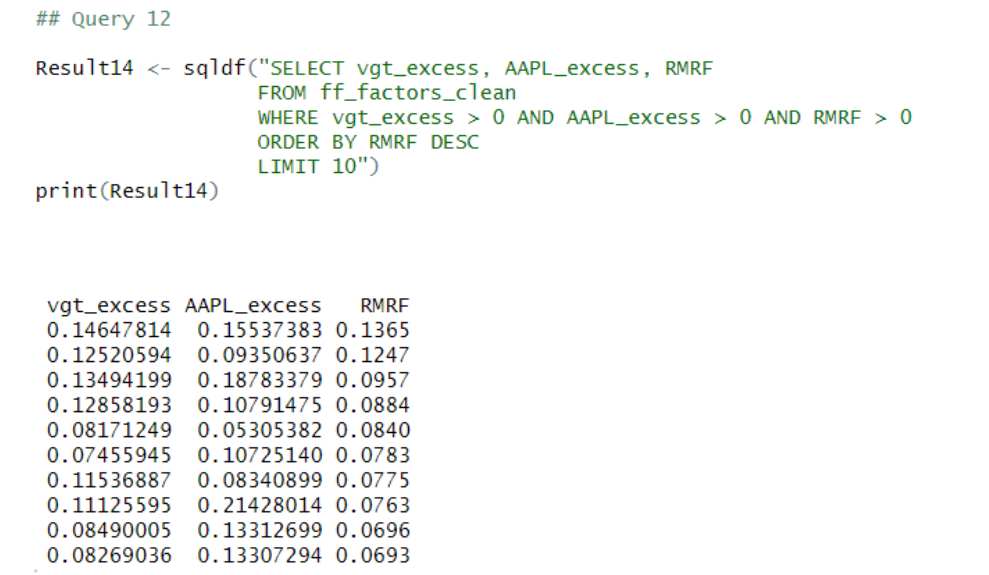 ## Query 12
Result14 <- sqldf("SELECT vgt_excess, AAPL_excess, RMRF
FROM ff_factors_clean
WHERE vgt_excess > 0 AND AAPL_excess > 0 AND RMRF > 0
ORDER BY RMRF DESC
LIMIT 10")
print(Result14)
vgt_excess AAPL_excess RMRF
0.14647814 0.15537383 0.1365
0.12520594 0.09350637 0.1247
0.13494199 0.18783379 0.0957
0.12858193 0.10791475 0.0884
0.08171249 0.05305382 0.0840
0.07455945 0.10725140 0.0783
0.11536887 0.08340899 0.0775
0.11125595 0.21428014 0.0763
0.08490005 0.13312699 0.0696
0.08269036 0.13307294 0.0693